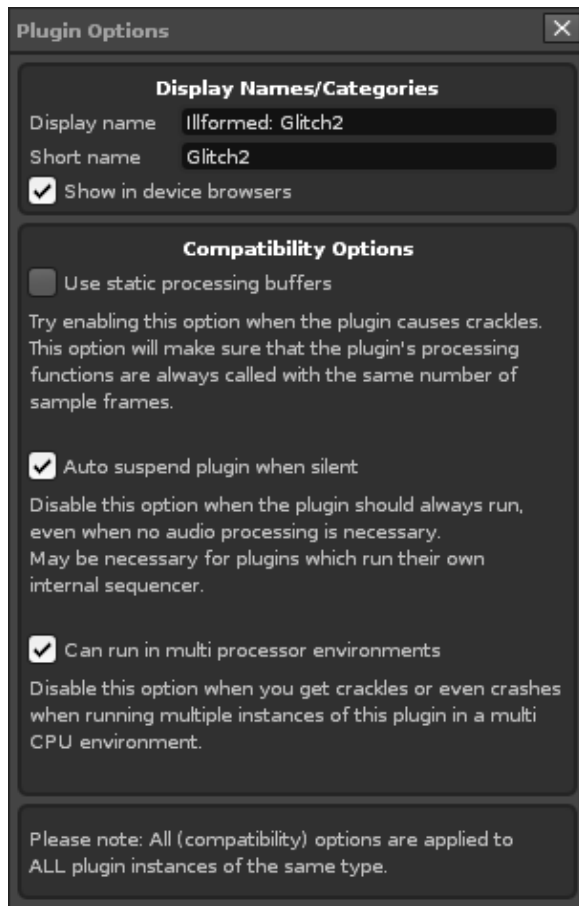 Plugin Options
Display Names/Categories
Display name Illformed: Glitch2
Short name Glitch2
Show in device browsers
Compatibility Options
Use static processing buffers
Try enabling this option when the plugin causes crackles.
This option will make sure that the plugin's processing
functions are always called with the same number of
sample frames.
Auto suspend plugin when silent
Disable this option when the plugin should always run,
even when no audio processing is necessary.
May be necessary for plugins which run their own
internal sequencer.
Can run in multi processor environments
Disable this option when you get crackles or even crashes
when running multiple instances of this plugin in a multi
CPU environment.
Please note: All (compatibility) options are applied to
ALL plugin instances of the same type.